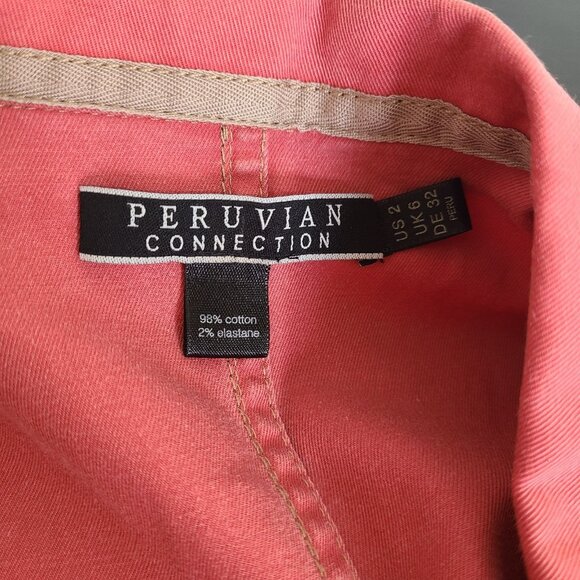 PERUVIAN
CONNECTION
98% cotton
2% elastane
US 2
UK 6
DE 32
PERU